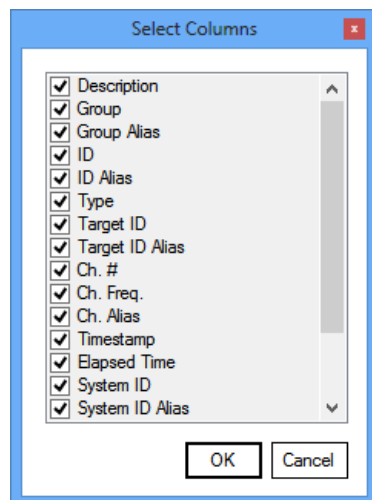 Select Columns
x
Description
Group
Group Alias
ID
ID Alias
Type
Target ID
Target ID Alias
Ch. #
Ch. Freq.
Ch. Alias
Timestamp
Elapsed Time
System ID
System ID Alias
OK Cancel